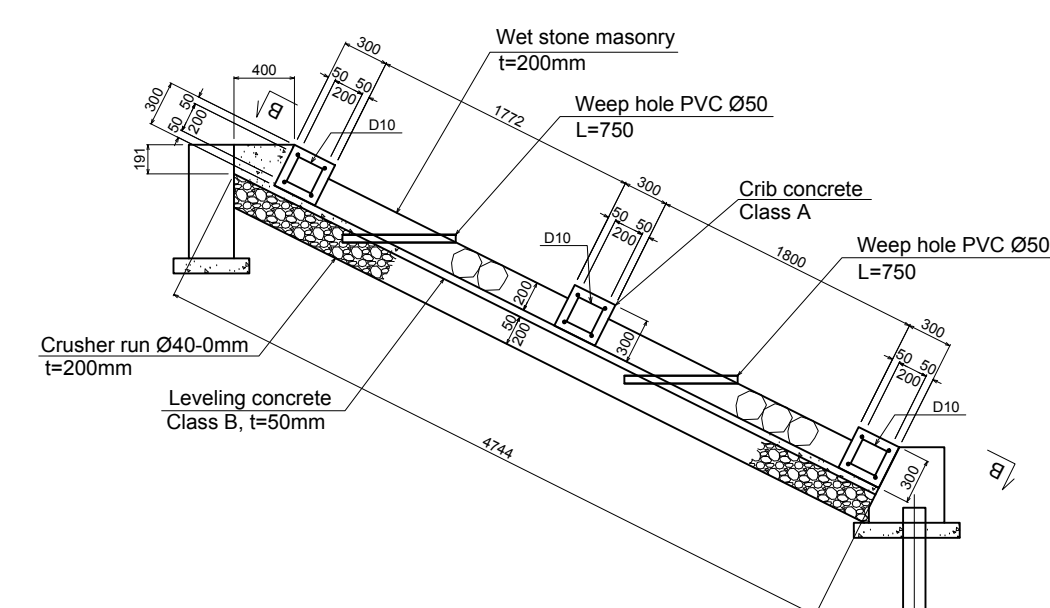 Wet stone masonry
t=200mm
300
50
50
200
400
300
50
200
50
B
D10
1772
Weep hole PVC Ø50
L=750
191
300
50
50
200
Crib concrete
Class A
D10
1800
Weep hole PVC Ø50
L=750
200
50
200
300
300
50
50
200
Crusher run Ø40-0mm
t=200mm
Leveling concrete
Class B, t=50mm
D10
4744
300
B